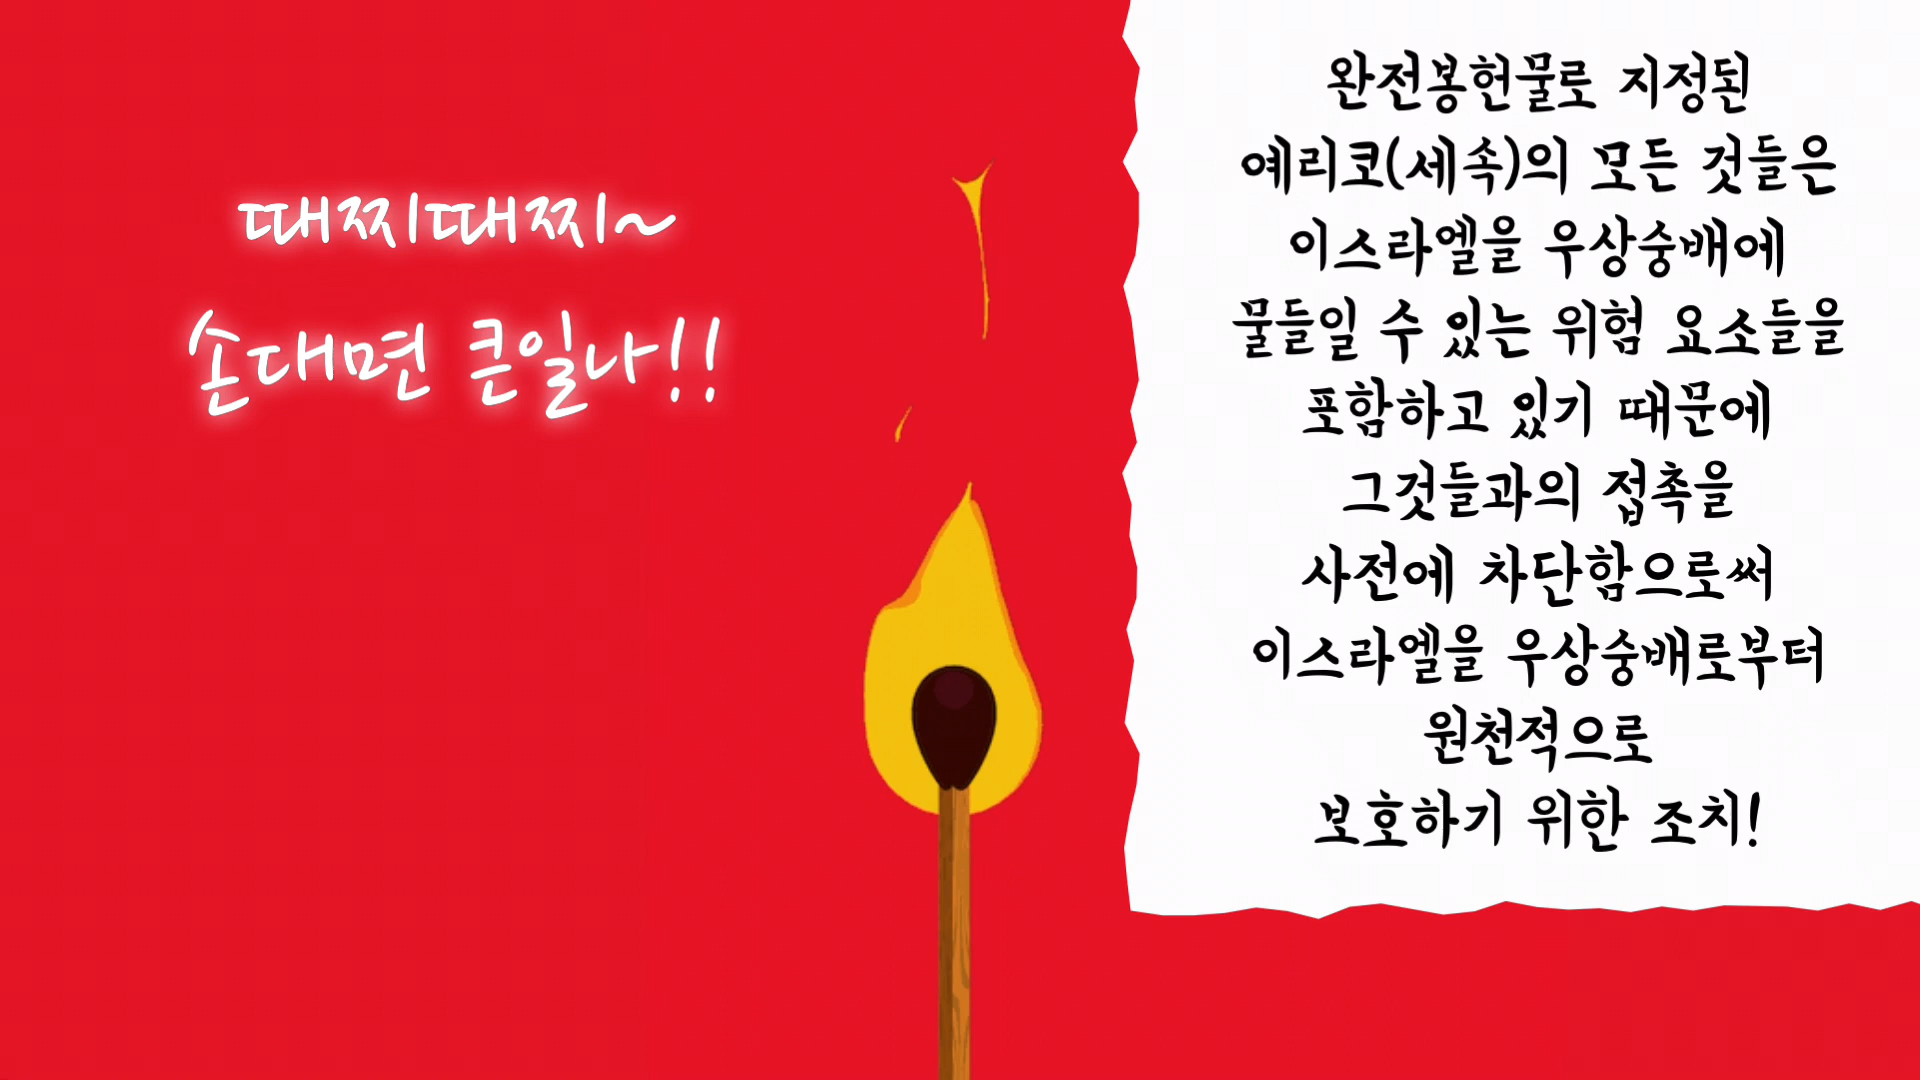 때찌때찌~
손대면 큰일나!!
완전봉헌물로 지정된
예리코(세속)의 모든 것들은
이스라엘을 우상숭배에
물들일 수 있는 위험 요소들을
포함하고 있기 때문에
그것들과의 접촉을
사전에 차단함으로써
이스라엘을 우상숭배로부터
원천적으로
보호하기 위한 조치!